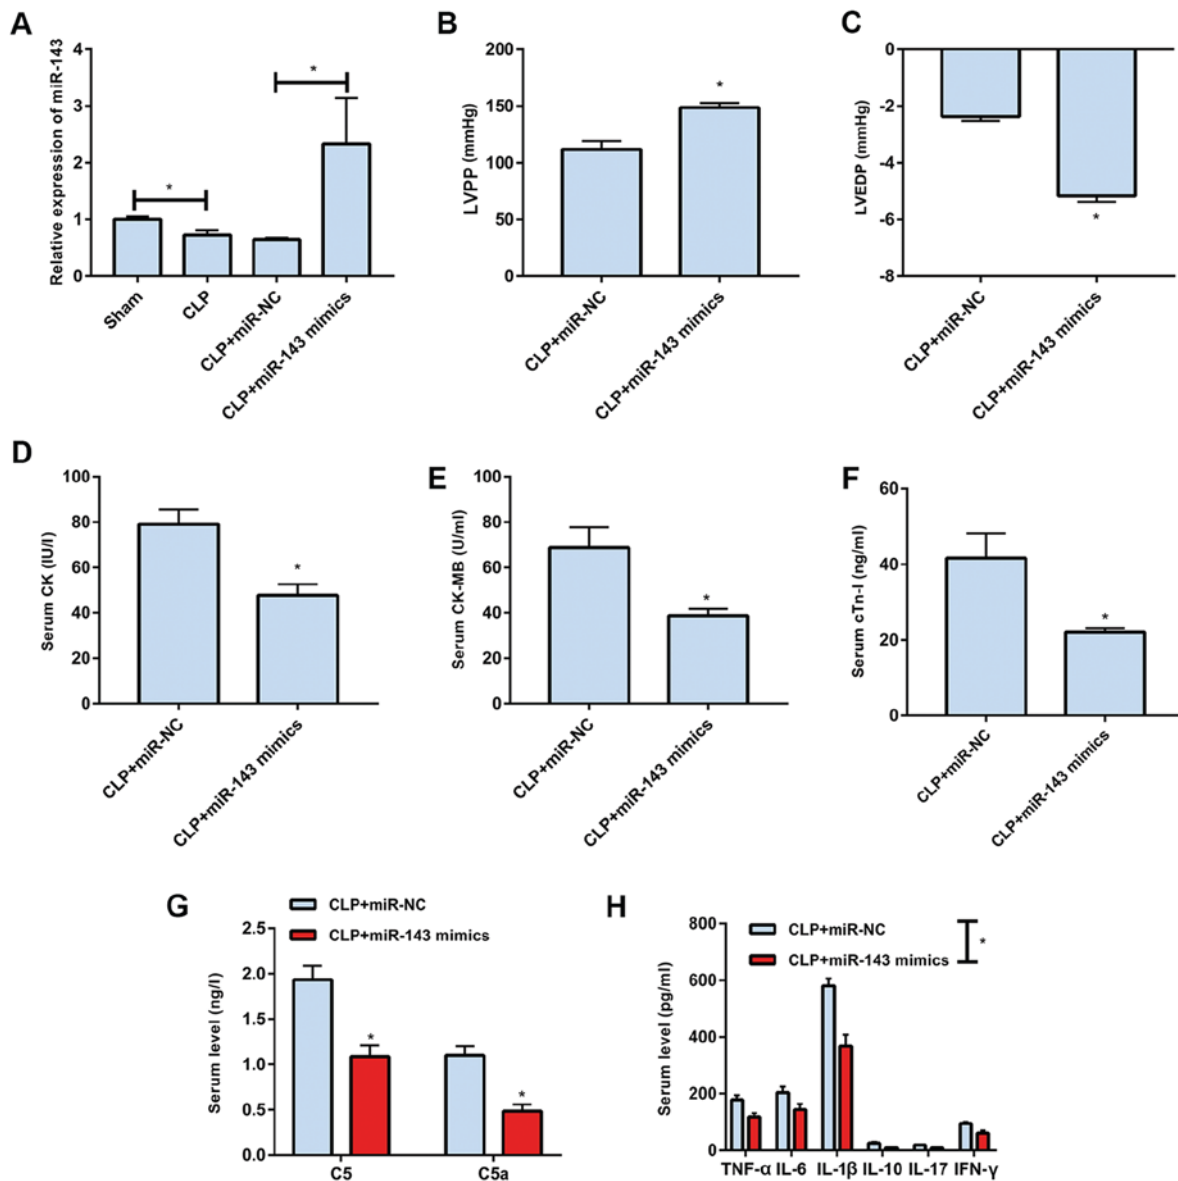 A
Relative expression of miR-143
4
3
2
1
0
*
*
Sham
CLP
CLP+miR-NC
CLP+miR-143 mimics
B
LVPP (mmHg)
200
150
100
50
0
*
CLP+miR-NC
CLP+miR-143 mimics
C
LVEDP (mmHg)
0
-2
-4
-6
-8
*
CLP+miR-NC
CLP+miR-143 mimics
D
Serum CK (IU/l)
100
80
60
40
20
0
*
CLP+miR-NC
CLP+miR-143 mimics
E
Serum CK-MB (U/ml)
100
80
60
40
20
0
*
CLP+miR-NC
CLP+miR-143 mimics
F
Serum cTn-I (ng/ml)
60
40
20
0
*
CLP+miR-NC
CLP+miR-143 mimics
G
CLP+miR-NC
CLP+miR-143 mimics
Serum level (ng/l)
2.5
2.0
1.5
1.0
0.5
0.0
*
*
C5
C5a
H
CLP+miR-NC
CLP+miR-143 mimics
*
Serum level (pg/ml)
800
600
400
200
0
TNF-α IL-6 IL-1β IL-10 IL-17 IFN-γ